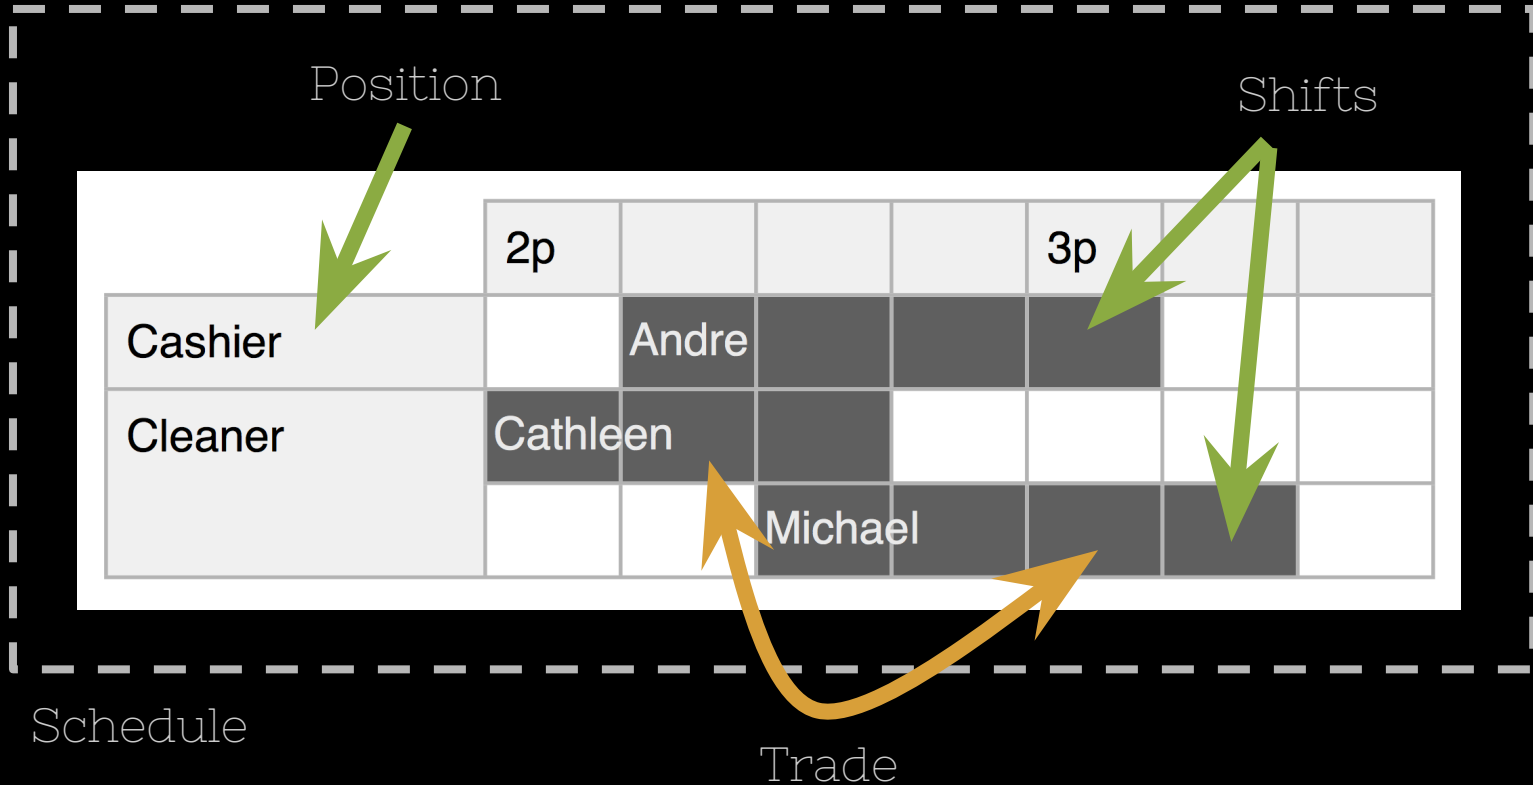 Position
Shifts
2p 3p
Cashier Andre
Cleaner Cathleen
Michael
Schedule
Trade